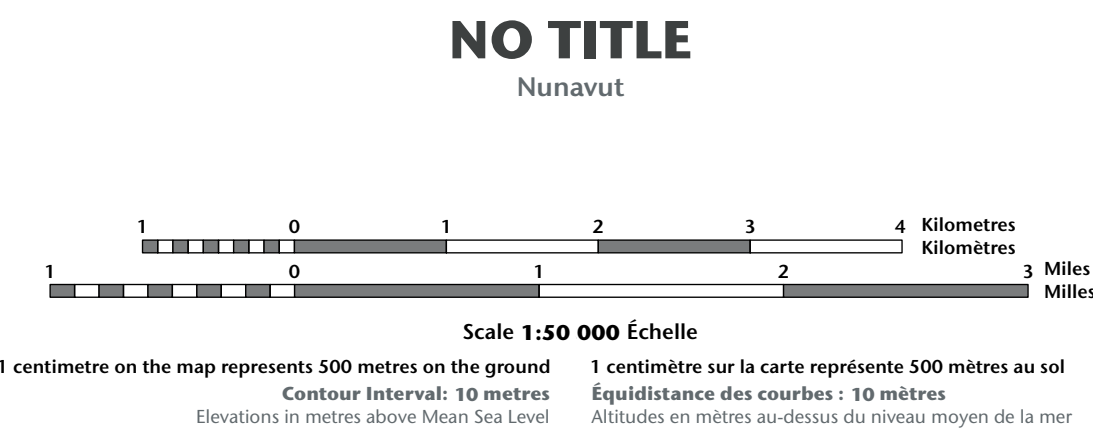 NO TITLE
Nunavut
1 0 1 2 3 4 Kilometres
Kilomètres
1 0 1 2 3 Miles
Milles
Scale 1:50 000 Échelle
1 centimetre on the map represents 500 metres on the ground
1 centimètre sur la carte représente 500 mètres au sol
Contour Interval: 10 metres
Équidistance des courbes : 10 mètres
Elevations in metres above Mean Sea Level
Altitudes en mètres au-dessus du niveau moyen de la mer